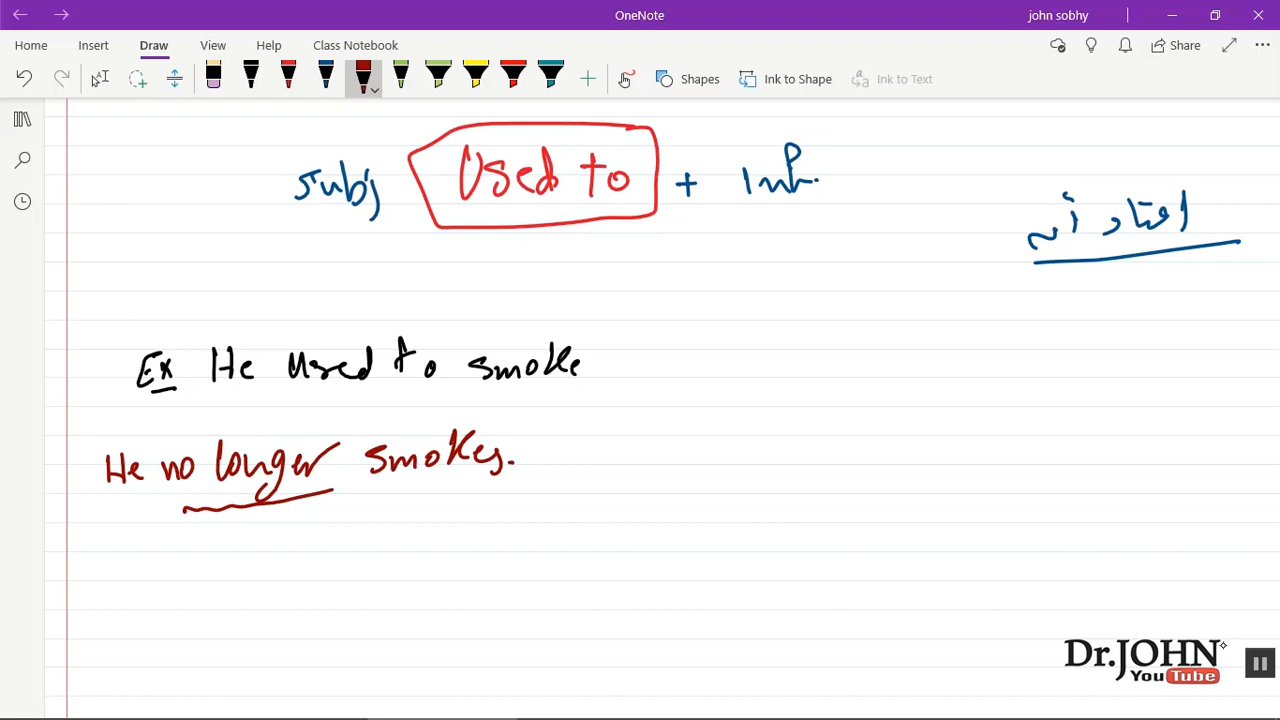 OneNote
john sobhy
Home Insert Draw View Help Class Notebook
Share
Shapes Ink to Shape Ink to Text
subj Used to + Inf.
اعتاد أن
Ex He used to smoke
He no longer smokes.
Dr.JOHN
YouTube